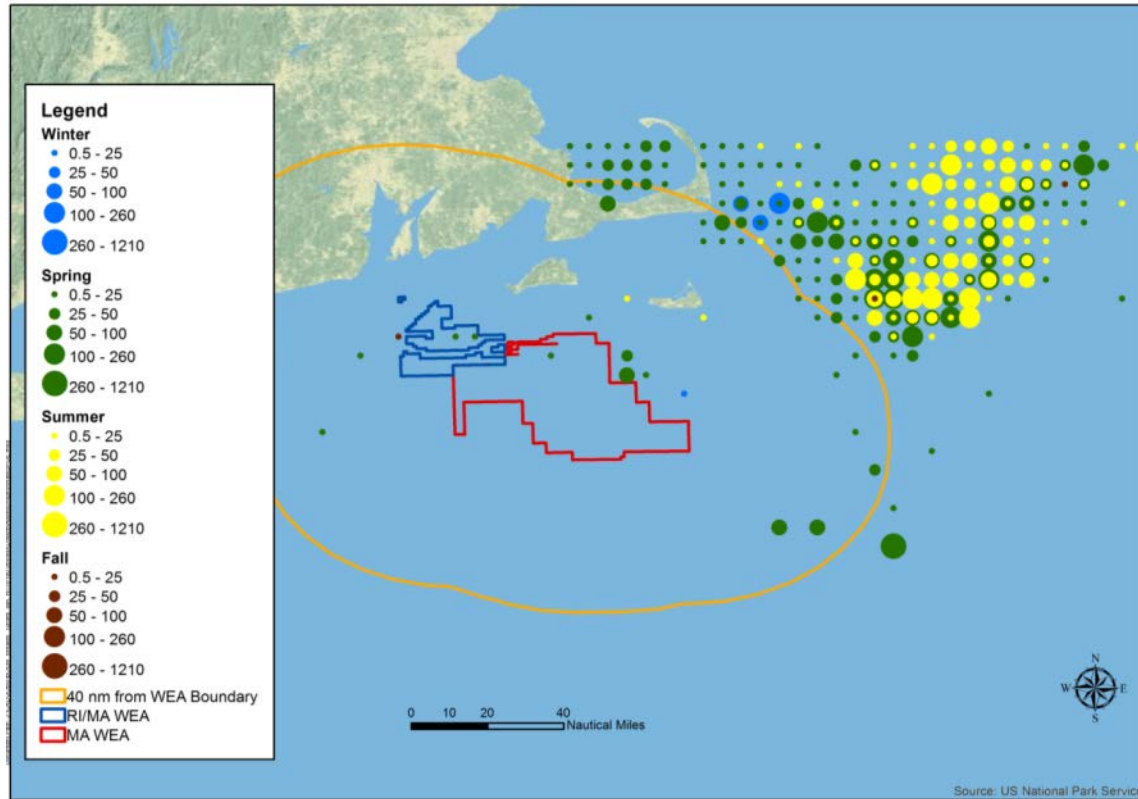 Legend
Winter
0.5 - 25
25 - 50
50 - 100
100 - 260
260 - 1210
Spring
0.5 - 25
25 - 50
50 - 100
100 - 260
260 - 1210
Summer
0.5 - 25
25 - 50
50 - 100
100 - 260
260 - 1210
Fall
0.5 - 25
25 - 50
50 - 100
100 - 260
260 - 1210
40 nm from WEA Boundary
RI/MA WEA
MA WEA
0 10 20 40
Nautical Miles
N
W E
S
Source: US National Park Service